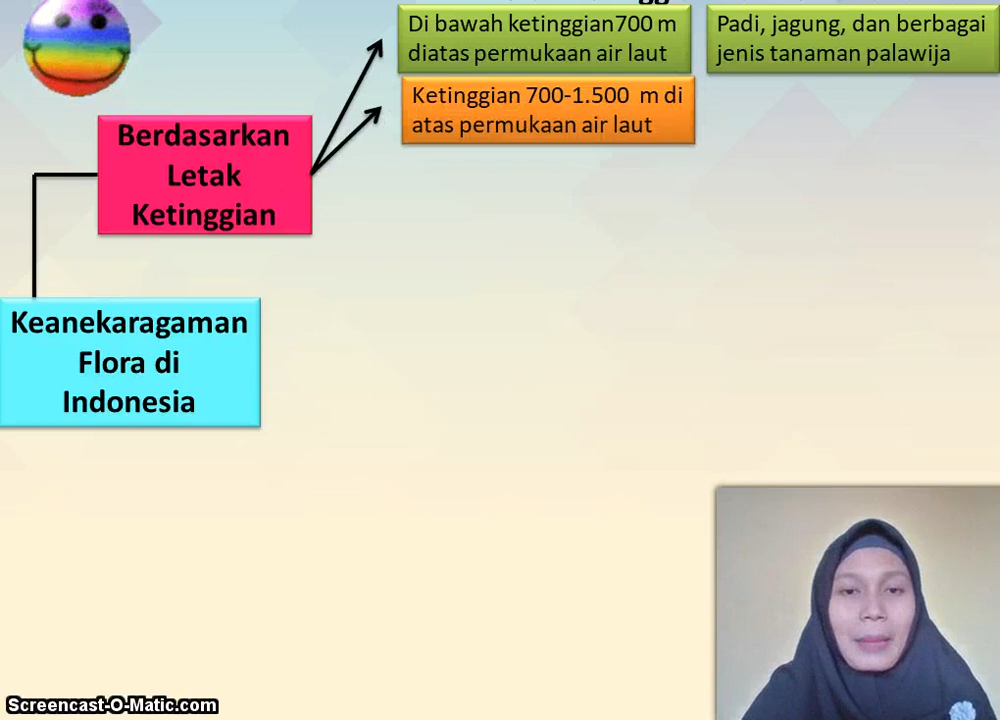 Di bawah ketinggian700 m
diatas permukaan air laut
Padi, jagung, dan berbagai
jenis tanaman palawija
Ketinggian 700-1.500 m di
atas permukaan air laut
Berdasarkan
Letak
Ketinggian
Keanekaragaman
Flora di
Indonesia
Screencast-O-Matic.com